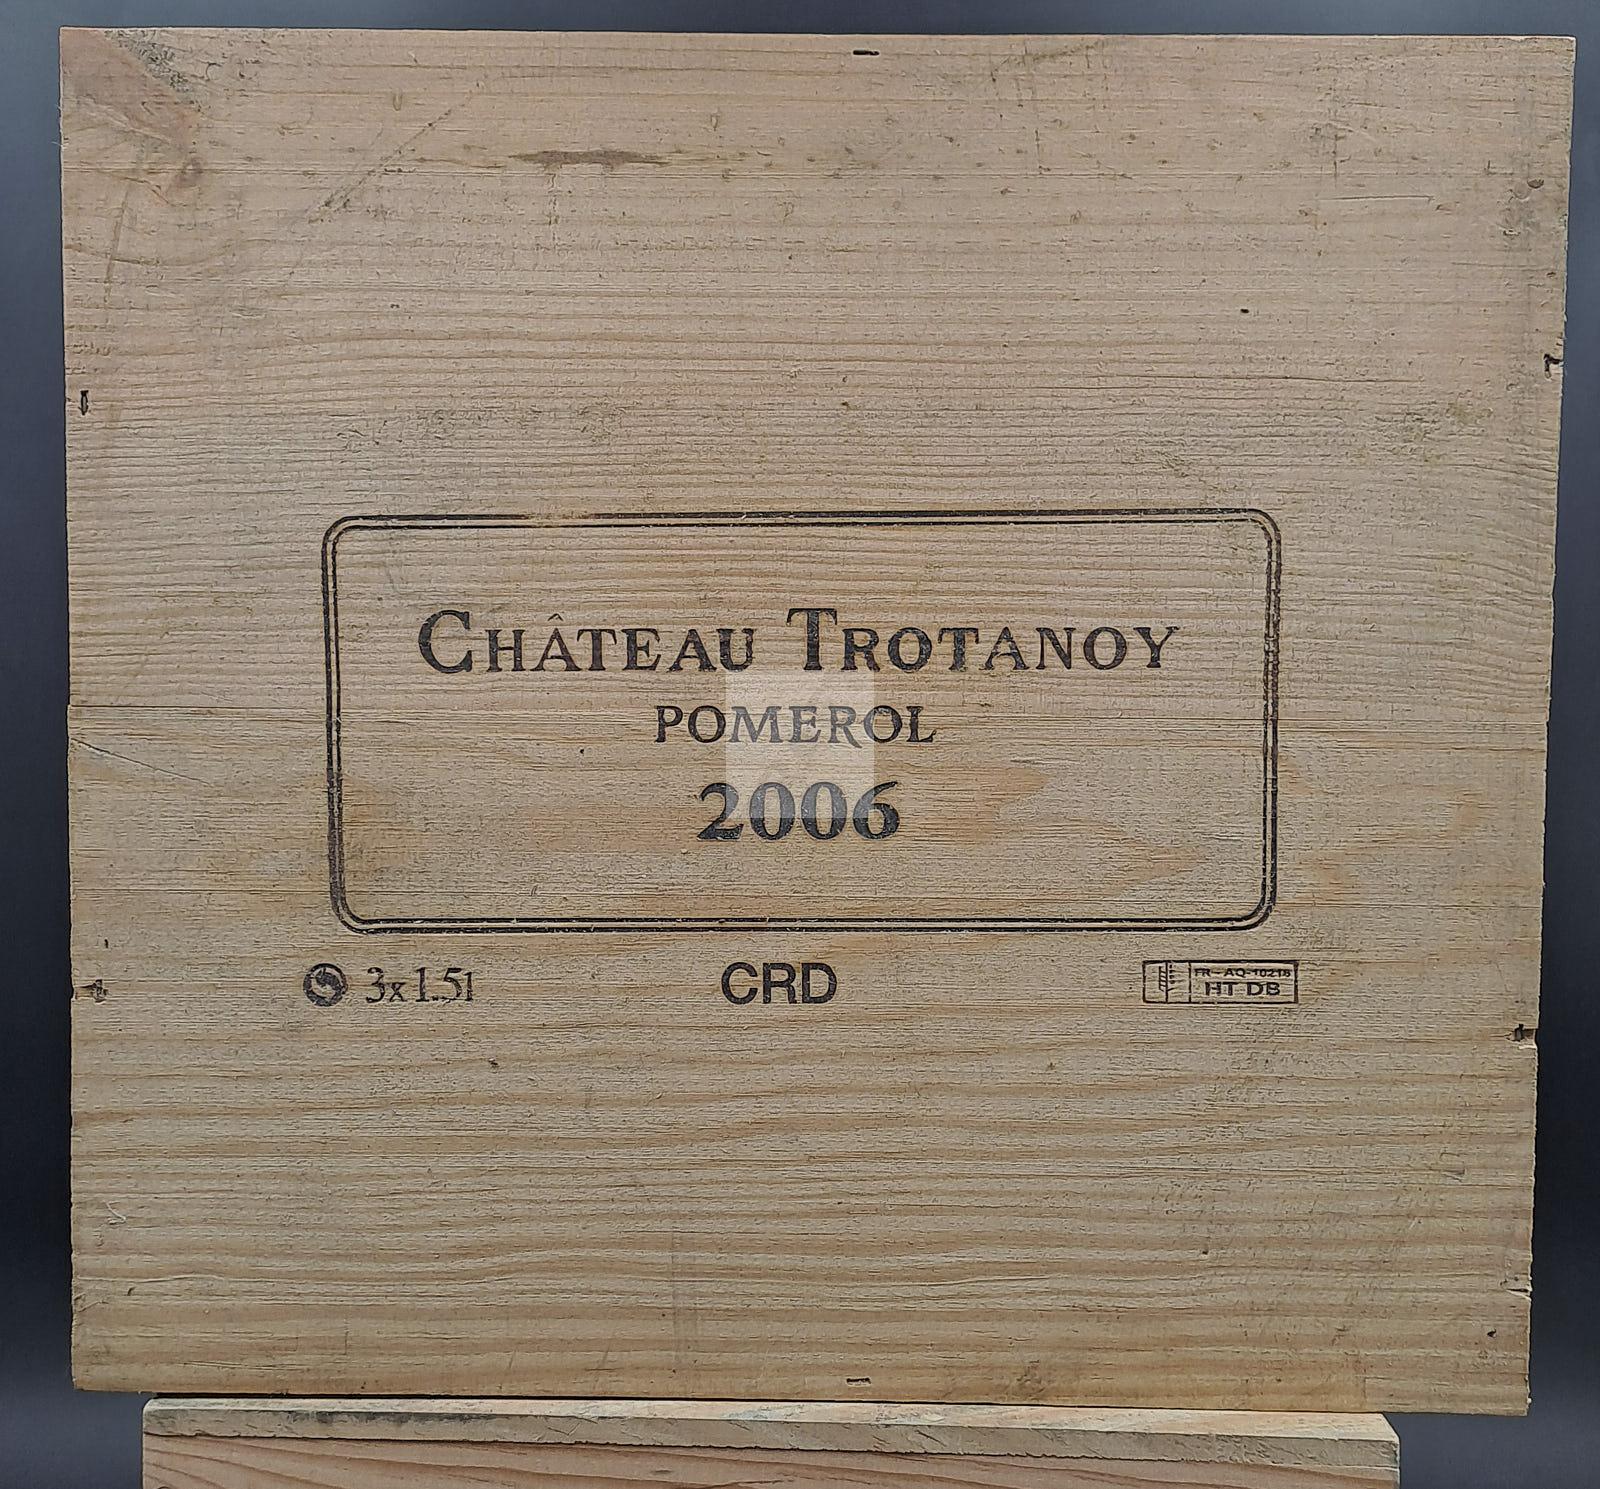 CHÂTEAU TROTANOY
POMEROL
2006
3x1.5l
CRD
FR-AQ-10218
HT DB